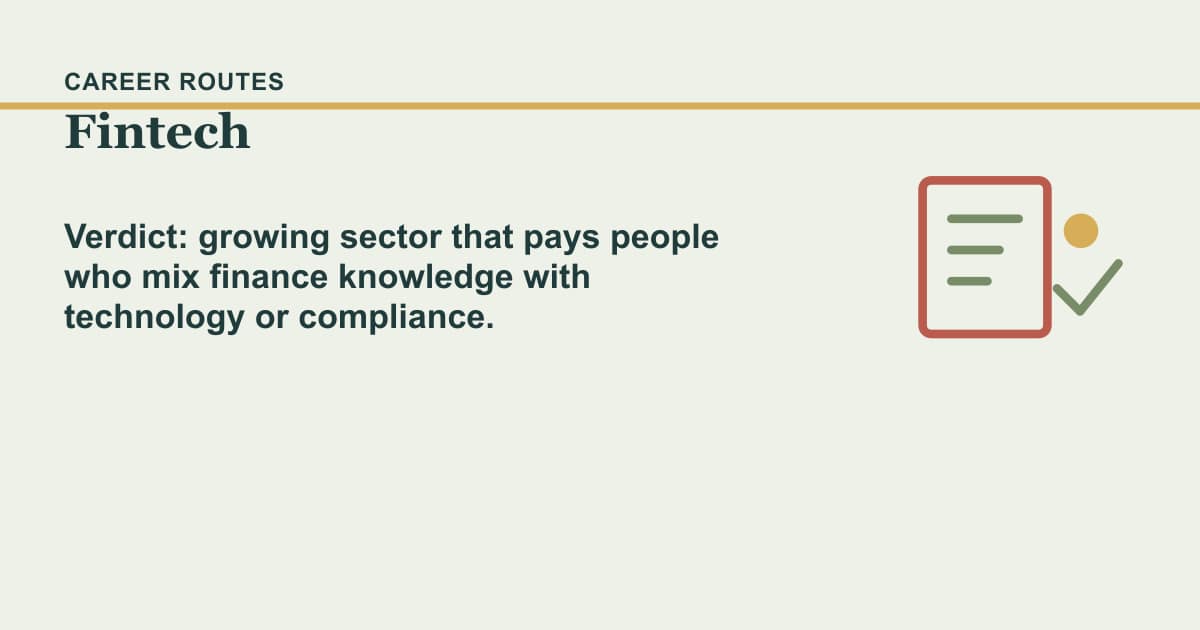 CAREER ROUTES
Fintech
Verdict: growing sector that pays people
who mix finance knowledge with
technology or compliance.